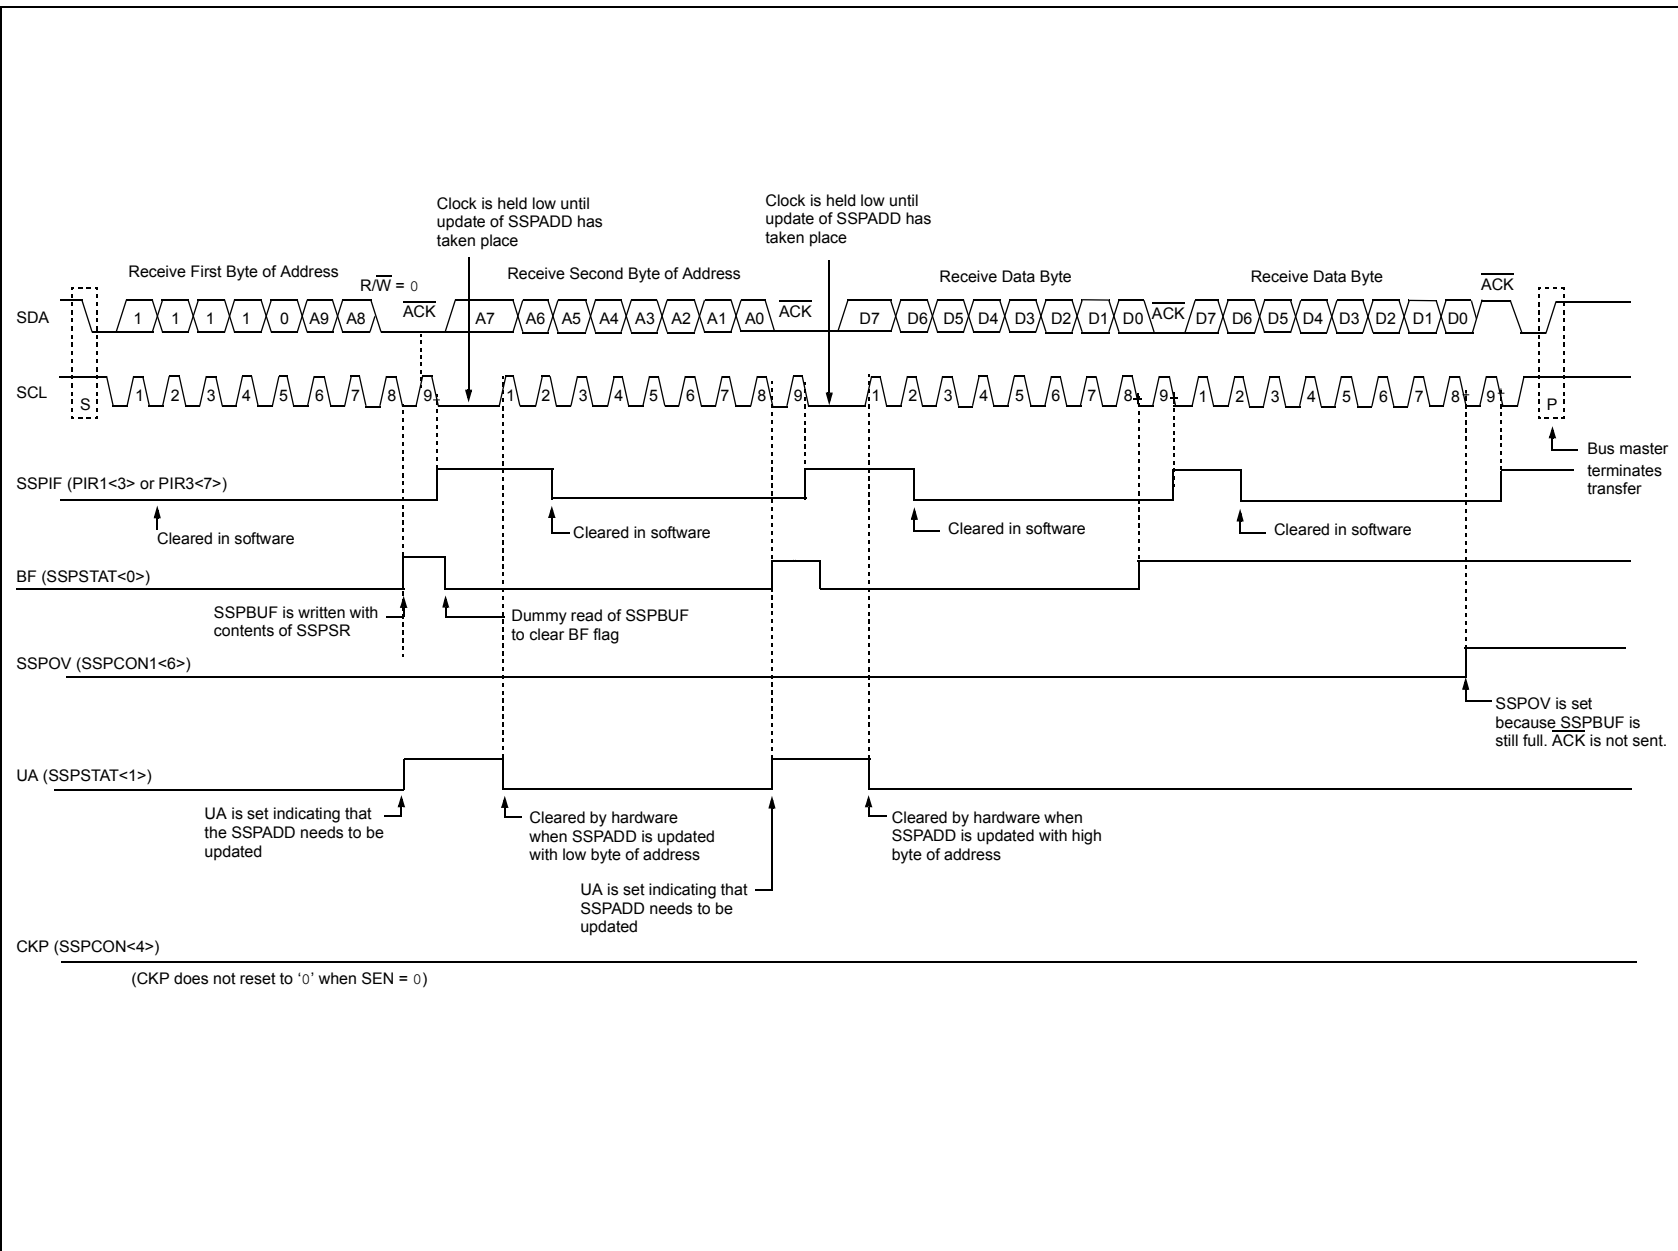 Clock is held low until
update of SSPADD has
taken place
Clock is held low until
update of SSPADD has
taken place
Receive First Byte of Address
R/W = 0
ACK
Receive Second Byte of Address
ACK
Receive Data Byte
ACK
Receive Data Byte
ACK
SDA
1 1 1 1 0 A9 A8
A7 A6 A5 A4 A3 A2 A1 A0
D7 D6 D5 D4 D3 D2 D1 D0
D7 D6 D5 D4 D3 D2 D1 D0
SCL
S
1 2 3 4 5 6 7 8 9
1 2 3 4 5 6 7 8 9
1 2 3 4 5 6 7 8 9
1 2 3 4 5 6 7 8 9
P
Bus master
terminates
transfer
SSPIF (PIR1<3> or PIR3<7>)
Cleared in software
Cleared in software
Cleared in software
Cleared in software
BF (SSPSTAT<0>)
SSPBUF is written with
contents of SSPSR
Dummy read of SSPBUF
to clear BF flag
SSPOV (SSPCON1<6>)
SSPOV is set
because SSPBUF is
still full. ACK is not sent.
UA (SSPSTAT<1>)
UA is set indicating that
the SSPADD needs to be
updated
Cleared by hardware
when SSPADD is updated
with low byte of address
UA is set indicating that
SSPADD needs to be
updated
Cleared by hardware when
SSPADD is updated with high
byte of address
CKP (SSPCON<4>)
(CKP does not reset to ‘0’ when SEN = 0)